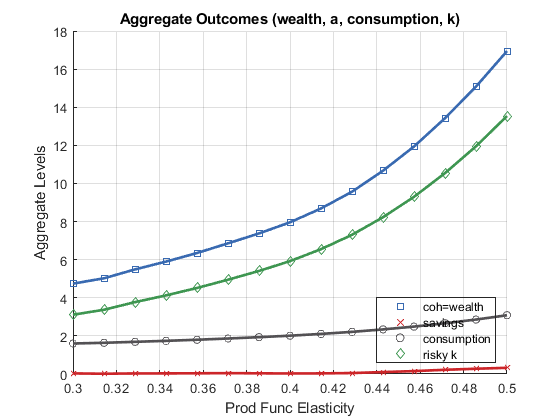 Aggregate Outcomes (wealth, a, consumption, k)
18
16
14
12
10
8
6
4
2
0
Aggregate Levels
coh=wealth
savings
consumption
risky k
0.3 0.32 0.34 0.36 0.38 0.4 0.42 0.44 0.46 0.48 0.5
Prod Func Elasticity